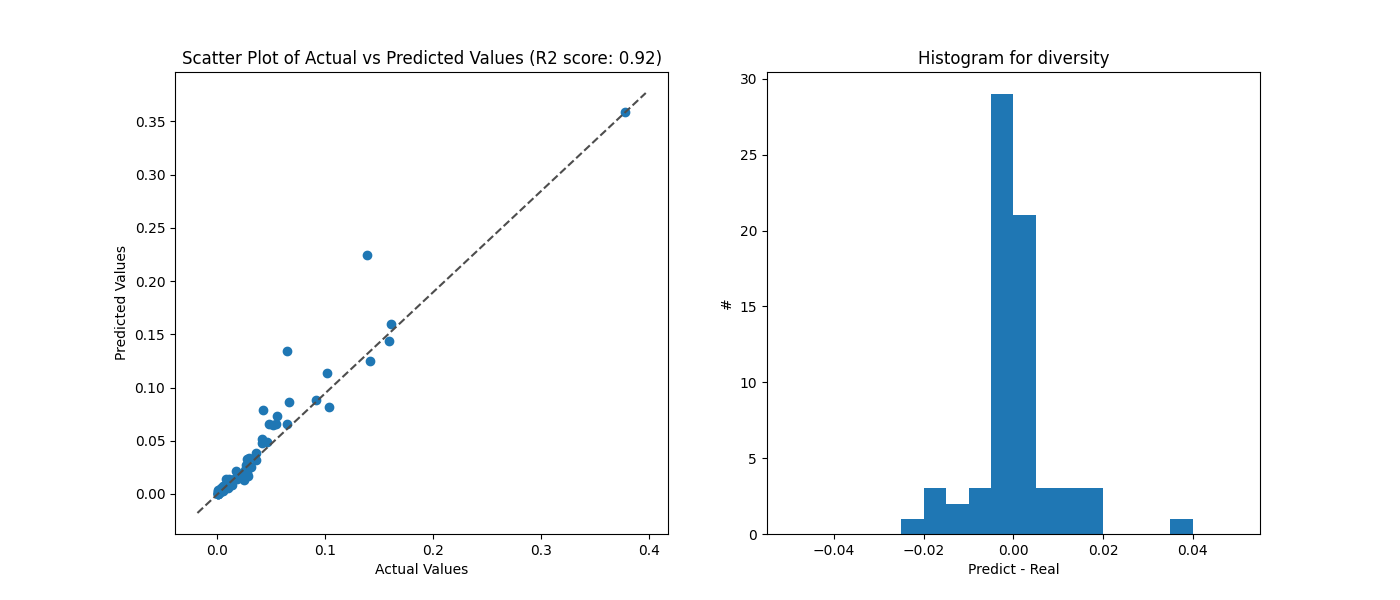 Scatter Plot of Actual vs Predicted Values (R2 score: 0.92)
Predicted Values
0.35
0.30
0.25
0.20
0.15
0.10
0.05
0.00
0.0 0.1 0.2 0.3 0.4
Actual Values
Histogram for diversity
#
30
25
20
15
10
5
0
−0.04 −0.02 0.00 0.02 0.04
Predict - Real